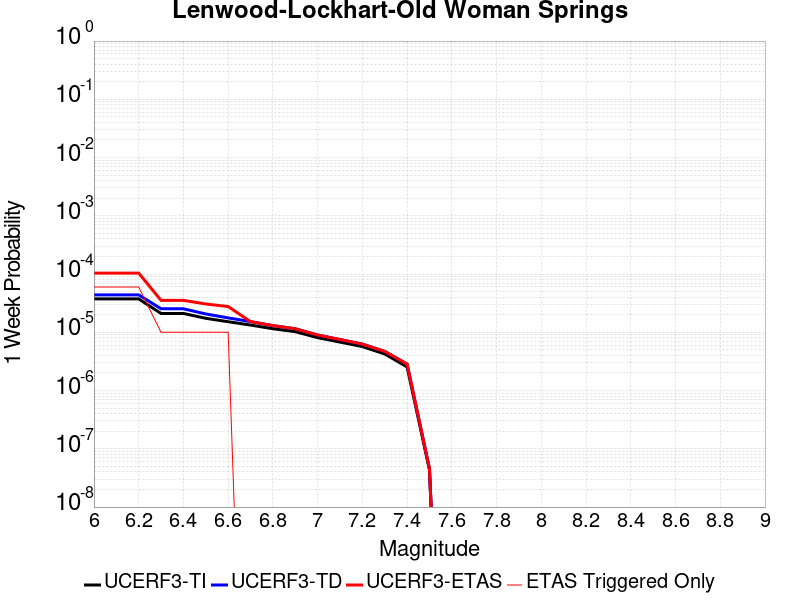 Lenwood-Lockhart-Old Woman Springs
10^0
10^-1
10^-2
10^-3
10^-4
10^-5
10^-6
10^-7
10^-8
1 Week Probability
6 6.2 6.4 6.6 6.8 7 7.2 7.4 7.6 7.8 8 8.2 8.4 8.6 8.8 9
Magnitude
UCERF3-TI UCERF3-TD UCERF3-ETAS ETAS Triggered Only